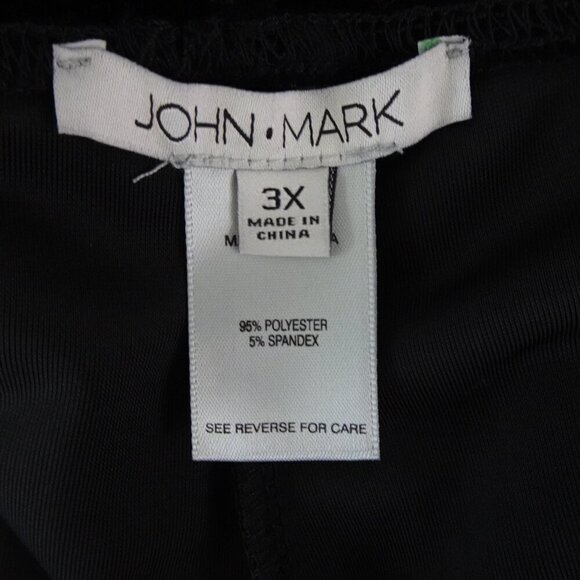 JOHN • MARK
3X
MADE IN
CHINA
95% POLYESTER
5% SPANDEX
SEE REVERSE FOR CARE